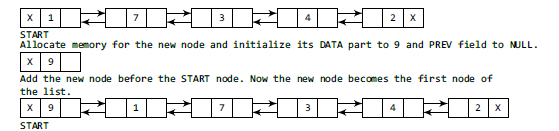 X 1 7 3 4 2 X
START
Allocate memory for the new node and initialize its DATA part to 9 and PREV field to NULL.
X 9
Add the new node before the START node. Now the new node becomes the first node of
the list.
X 9 1 7 3 4 2 X
START